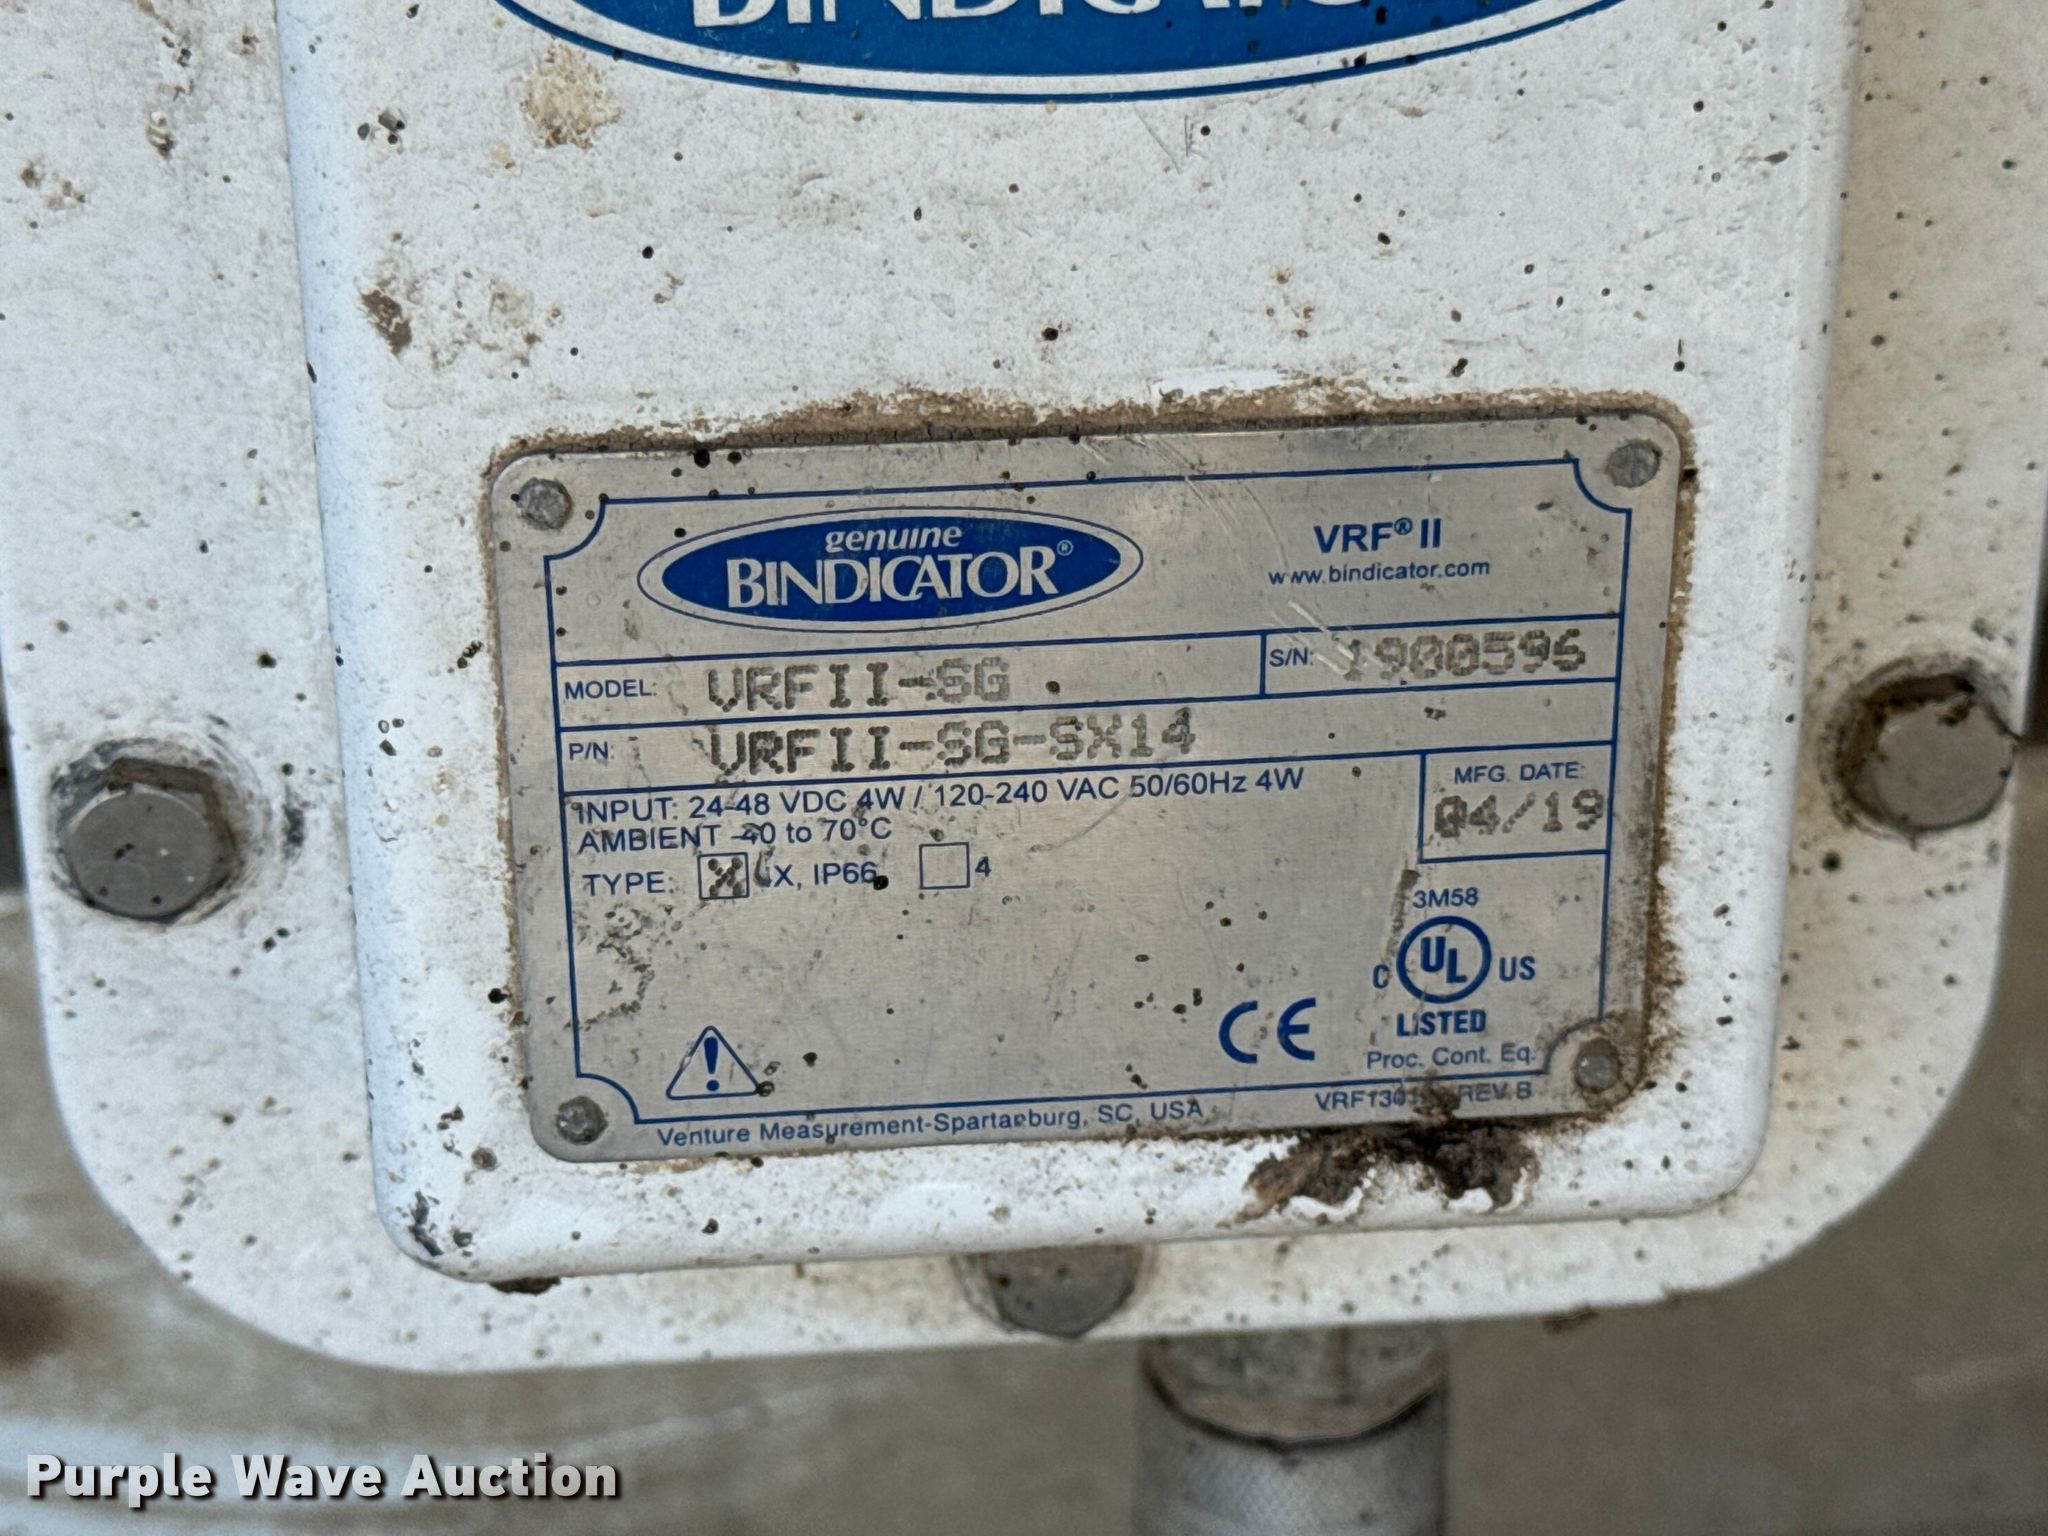 BINDICATOR
genuine
BINDICATOR®
VRF® II
www.bindicator.com
MODEL: VRFII-SG
S/N: 1900596
P/N: VRFII-SG-SX14
INPUT: 24-48 VDC 4W / 120-240 VAC 50/60Hz 4W
AMBIENT -40 to 70°C
MFG. DATE:
04/19
TYPE: X 4X, IP66, 4
3M58
C UL US
LISTED
CE
Proc. Cont. Eq.
Venture Measurement-Spartanburg, SC, USA
REV B
Purple Wave Auction